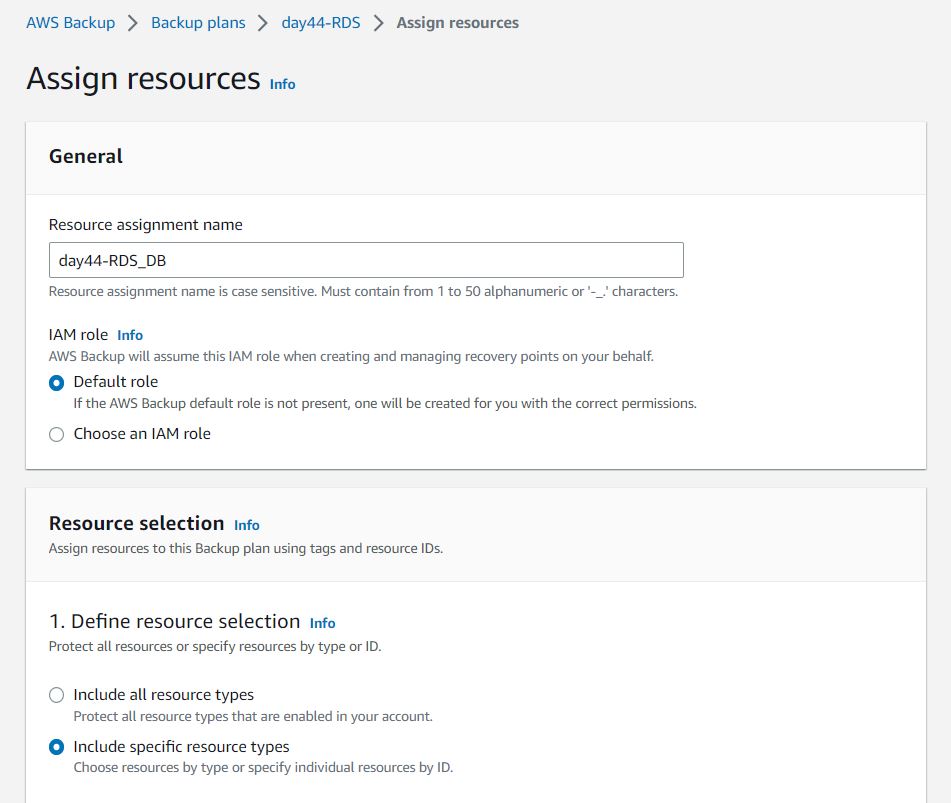 AWS Backup > Backup plans > day44-RDS > Assign resources
Assign resources Info
General
Resource assignment name
day44-RDS_DB
Resource assignment name is case sensitive. Must contain from 1 to 50 alphanumeric or '-_.' characters.
IAM role Info
AWS Backup will assume this IAM role when creating and managing recovery points on your behalf.
Default role
If the AWS Backup default role is not present, one will be created for you with the correct permissions.
Choose an IAM role
Resource selection Info
Assign resources to this Backup plan using tags and resource IDs.
1. Define resource selection Info
Protect all resources or specify resources by type or ID.
Include all resource types
Protect all resource types that are enabled in your account.
Include specific resource types
Choose resources by type or specify individual resources by ID.